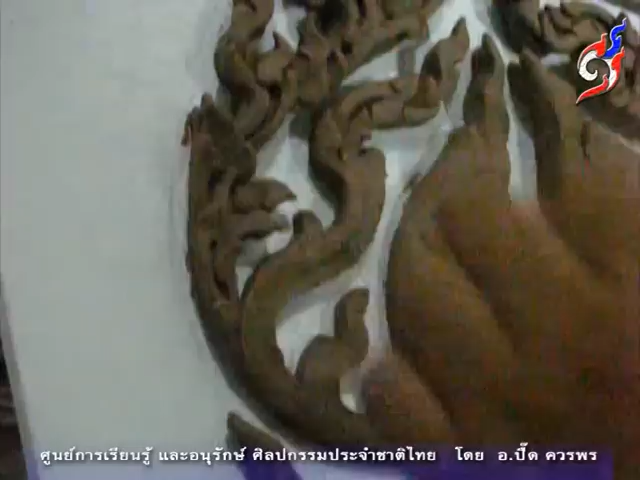 ศูนย์การเรียนรู้ และอนุรักษ์ ศิลปกรรมประจำชาติไทย โดย อ.ปี๊ด ควรพร